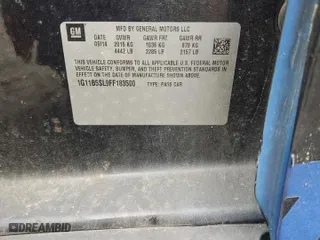 GM
MFD BY GENERAL MOTORS LLC
DATE GVWR GAWR FRT GAWR RR
09/14 2015 KG 1036 KG 979 KG
4442 LB 2285 LB 2157 LB
THIS VEHICLE CONFORMS TO ALL APPLICABLE U.S. FEDERAL MOTOR
VEHICLE SAFETY, BUMPER, AND THEFT PREVENTION STANDARDS IN
EFFECT ON THE DATE OF MANUFACTURE SHOWN ABOVE.
1G11B5SL9FF183500 TYPE: PASS CAR
DREAMBID